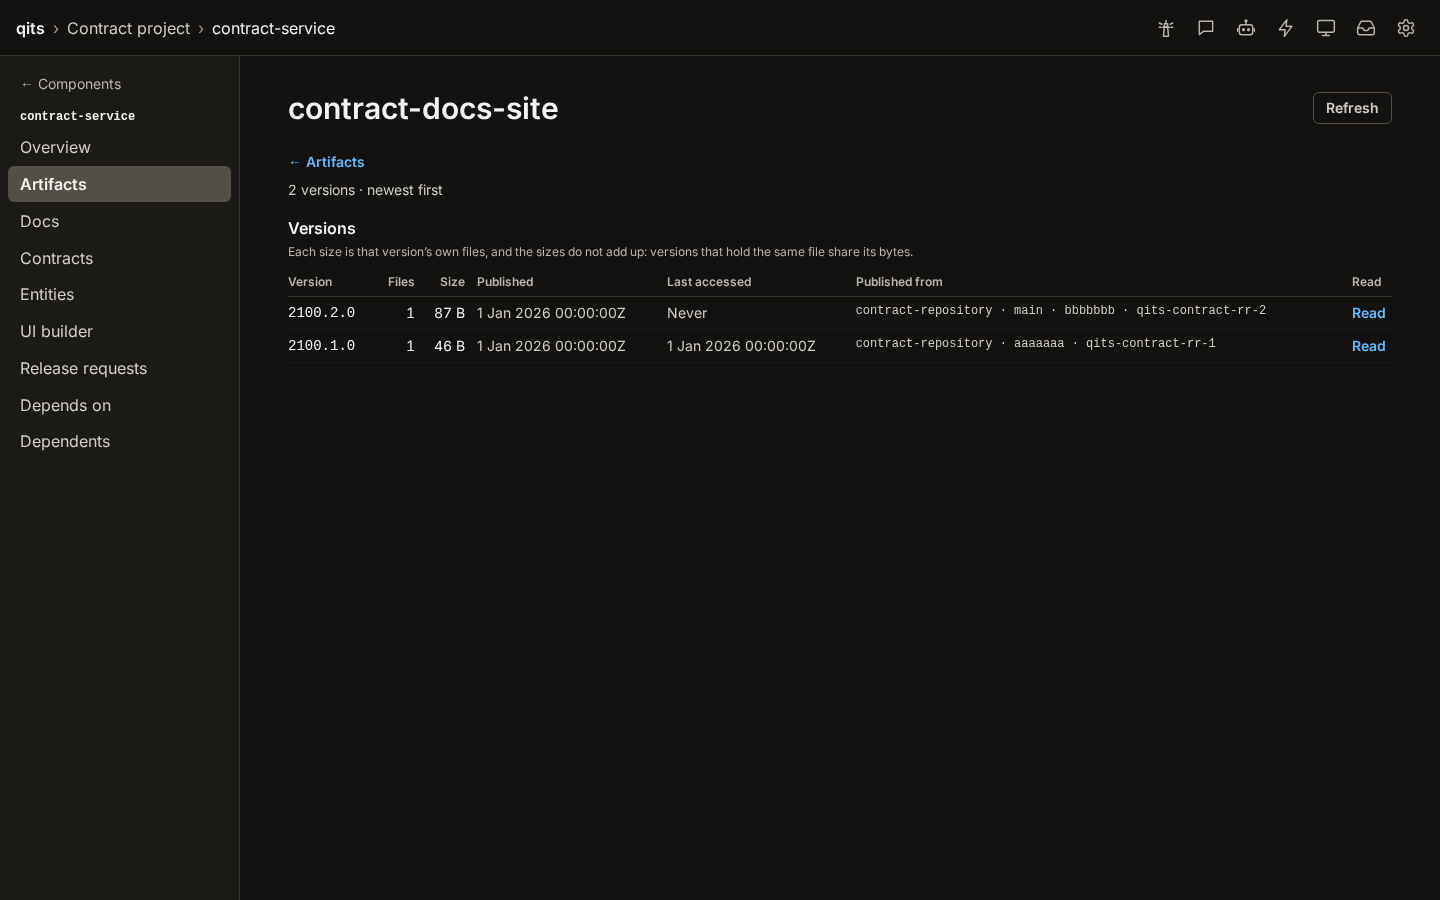 qits › Contract project › contract-service
← Components
contract-service
Overview
Artifacts
Docs
Contracts
Entities
UI builder
Release requests
Depends on
Dependents
contract-docs-site
Refresh
← Artifacts
2 versions · newest first
Versions
Each size is that version’s own files, and the sizes do not add up: versions that hold the same file share its bytes.
Version Files Size Published Last accessed Published from Read
2100.2.0 1 87 B 1 Jan 2026 00:00:00Z Never contract-repository · main · bbbbbbb · qits-contract-rr-2 Read
2100.1.0 1 46 B 1 Jan 2026 00:00:00Z 1 Jan 2026 00:00:00Z contract-repository · aaaaaaa · qits-contract-rr-1 Read